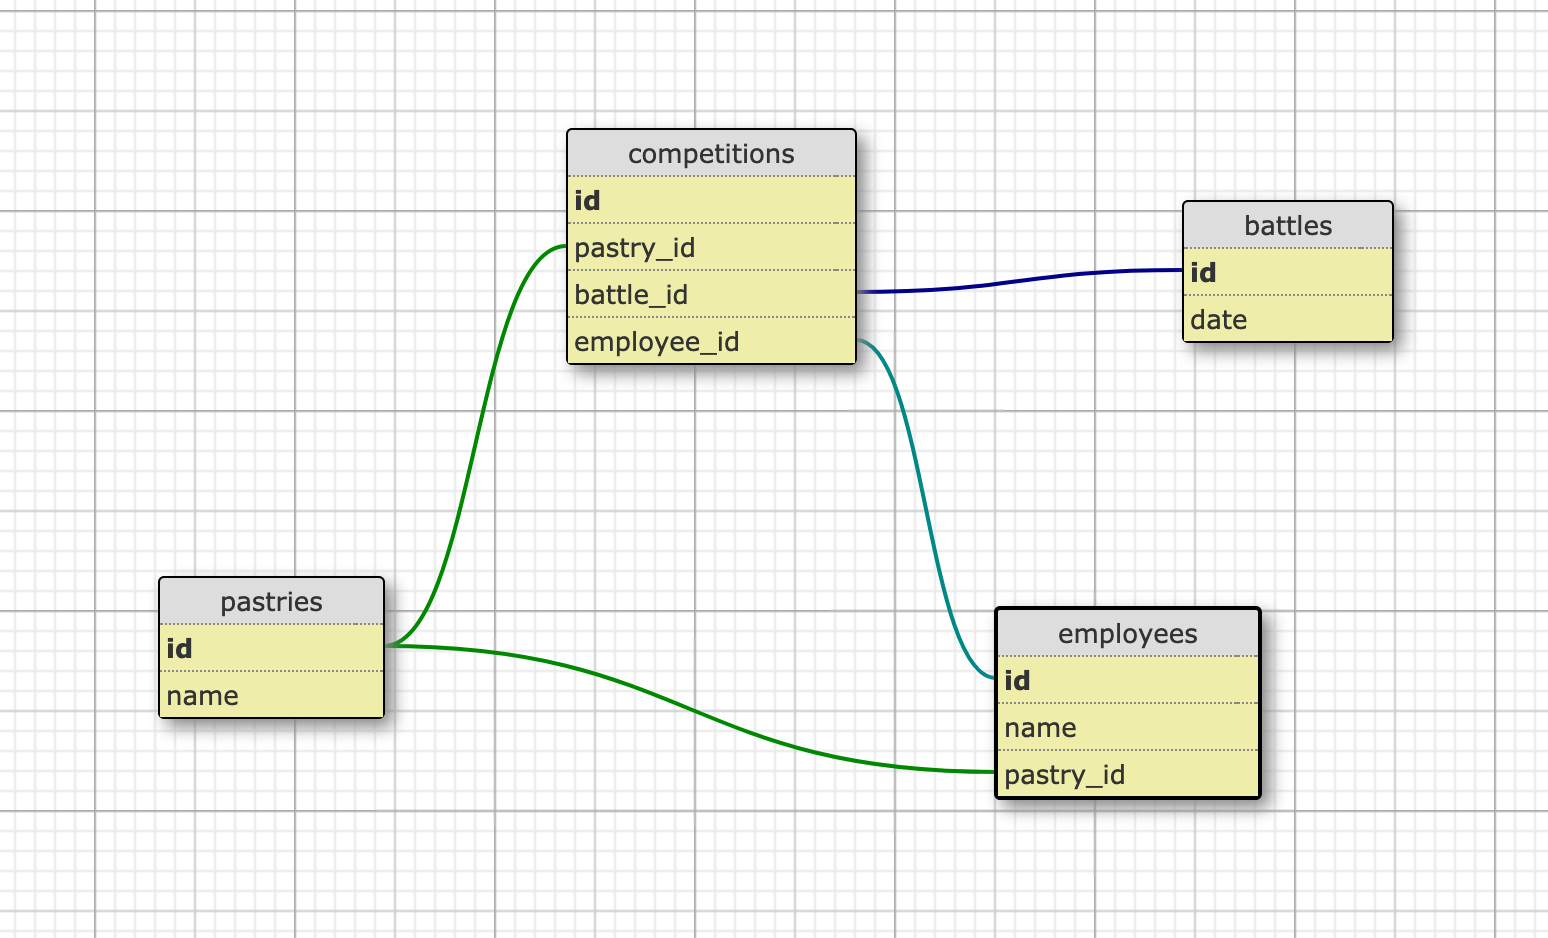 competitions
id
pastry_id
battle_id
employee_id
battles
id
date
pastries
id
name
employees
id
name
pastry_id